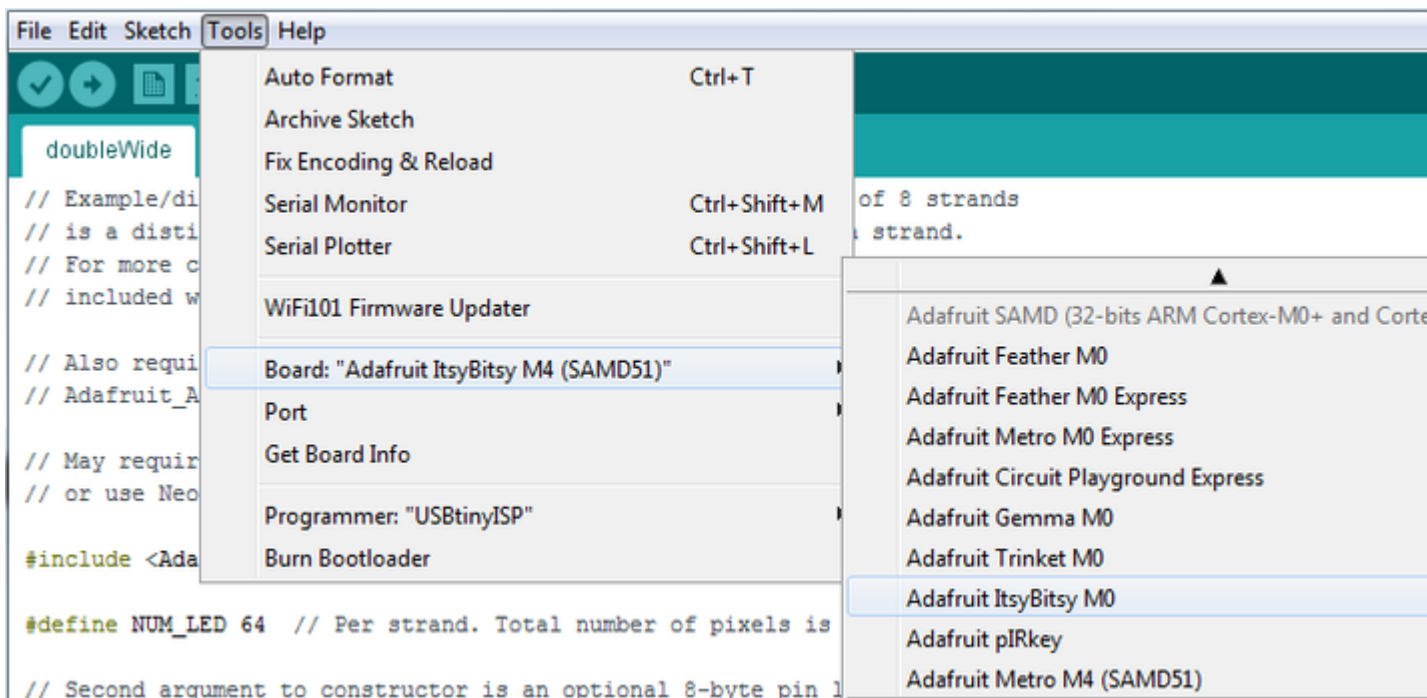 File Edit Sketch Tools Help
Auto Format Ctrl+T
Archive Sketch
Fix Encoding & Reload
Serial Monitor Ctrl+Shift+M
Serial Plotter Ctrl+Shift+L
WiFi101 Firmware Updater
Board: "Adafruit ItsyBitsy M4 (SAMD51)"
Port
Get Board Info
Programmer: "USBtinyISP"
Burn Bootloader
doubleWide
// Example/di of 8 strands
// is a disti strand.
// For more c
// included w
// Also requi
// Adafruit_A
// May requir
// or use Neo
#include <Ada
#define NUM_LED 64 // Per strand. Total number of pixels is
// Second argument to constructor is an optional 8-byte pin l
Adafruit SAMD (32-bits ARM Cortex-M0+ and Corte
Adafruit Feather M0
Adafruit Feather M0 Express
Adafruit Metro M0 Express
Adafruit Circuit Playground Express
Adafruit Gemma M0
Adafruit Trinket M0
Adafruit ItsyBitsy M0
Adafruit pIRkey
Adafruit Metro M4 (SAMD51)